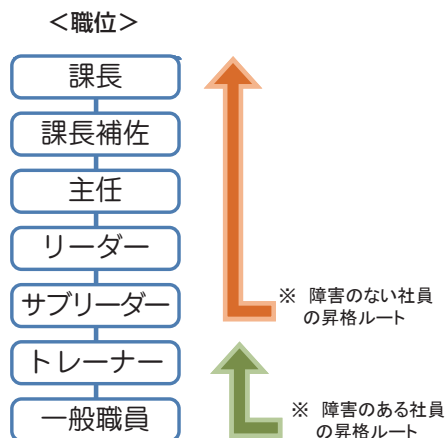 ＜職位＞
課長
課長補佐
主任
リーダー
サブリーダー
※ 障害のない社員
の昇格ルート
トレーナー
一般職員
※ 障害のある社員
の昇格ルート